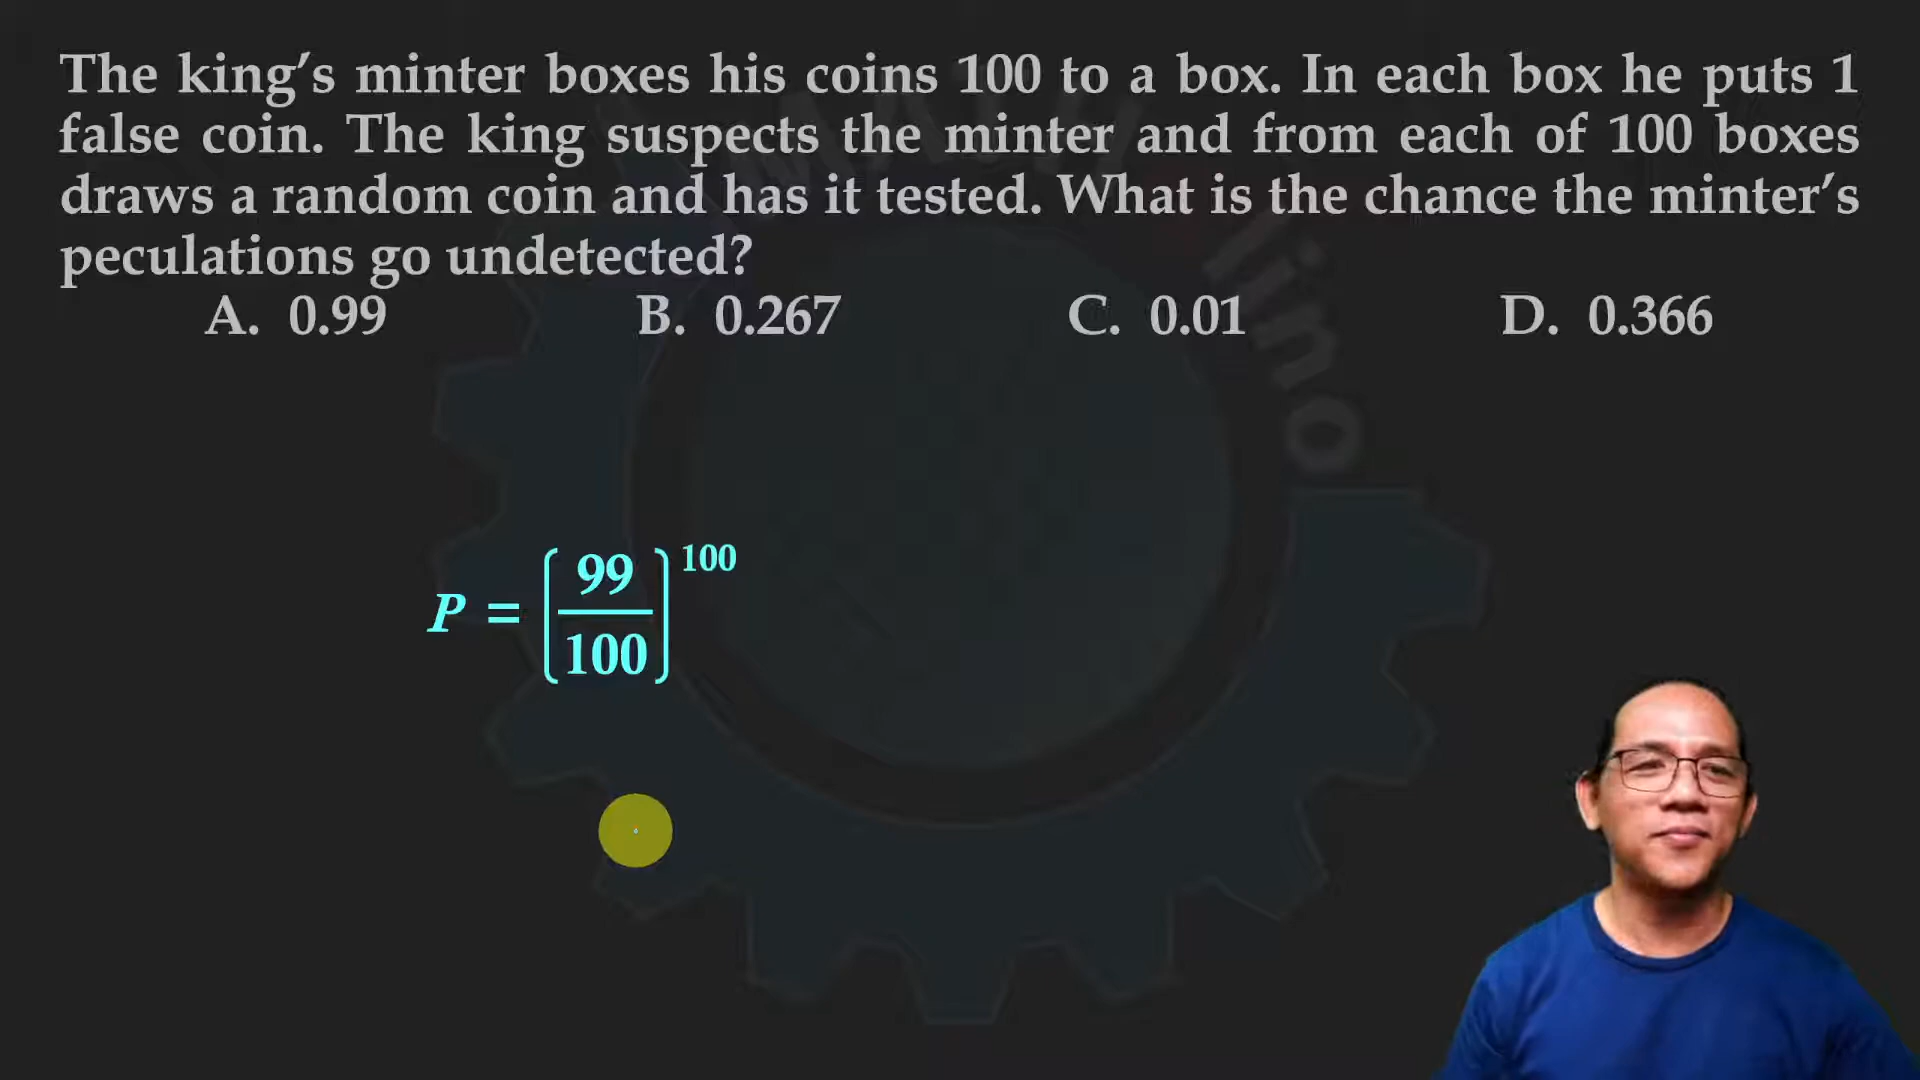 The king’s minter boxes his coins 100 to a box. In each box he puts 1
false coin. The king suspects the minter and from each of 100 boxes
draws a random coin and has it tested. What is the chance the minter’s
peculations go undetected?
A. 0.99 B. 0.267 C. 0.01 D. 0.366
MATH lino
P = (99/100)^100